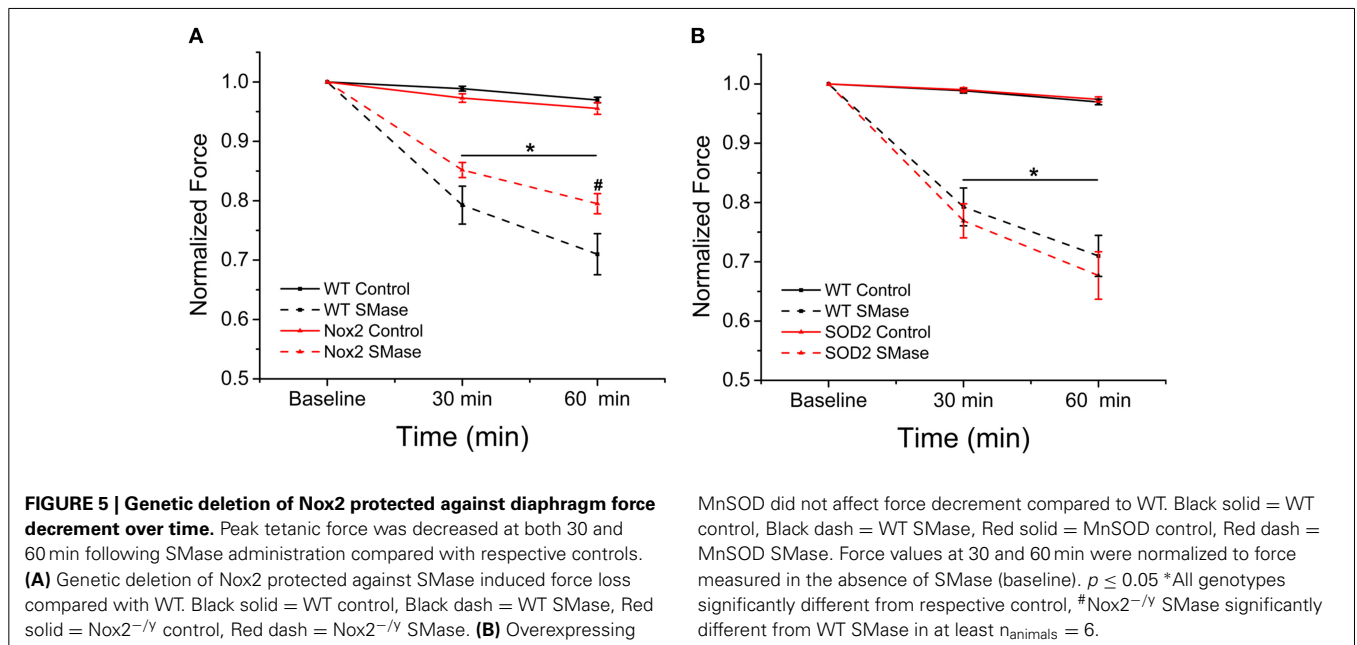 A
1.0
0.9
0.8
0.7
0.6
0.5
Normalized Force
*
#
WT Control
WT SMase
Nox2 Control
Nox2 SMase
Baseline
30 min
60 min
Time (min)
B
1.0
0.9
0.8
0.7
0.6
0.5
Normalized Force
*
WT Control
WT SMase
SOD2 Control
SOD2 SMase
Baseline
30 min
60 min
Time (min)
FIGURE 5 | Genetic deletion of Nox2 protected against diaphragm force
decrement over time. Peak tetanic force was decreased at both 30 and
60 min following SMase administration compared with respective controls.
(A) Genetic deletion of Nox2 protected against SMase induced force loss
compared with WT. Black solid = WT control, Black dash = WT SMase, Red
solid = Nox2−/y control, Red dash = Nox2−/y SMase. (B) Overexpressing
MnSOD did not affect force decrement compared to WT. Black solid = WT
control, Black dash = WT SMase, Red solid = MnSOD control, Red dash =
MnSOD SMase. Force values at 30 and 60 min were normalized to force
measured in the absence of SMase (baseline). p ≤ 0.05 *All genotypes
significantly different from respective control, #Nox2−/y SMase significantly
different from WT SMase in at least nanimals = 6.